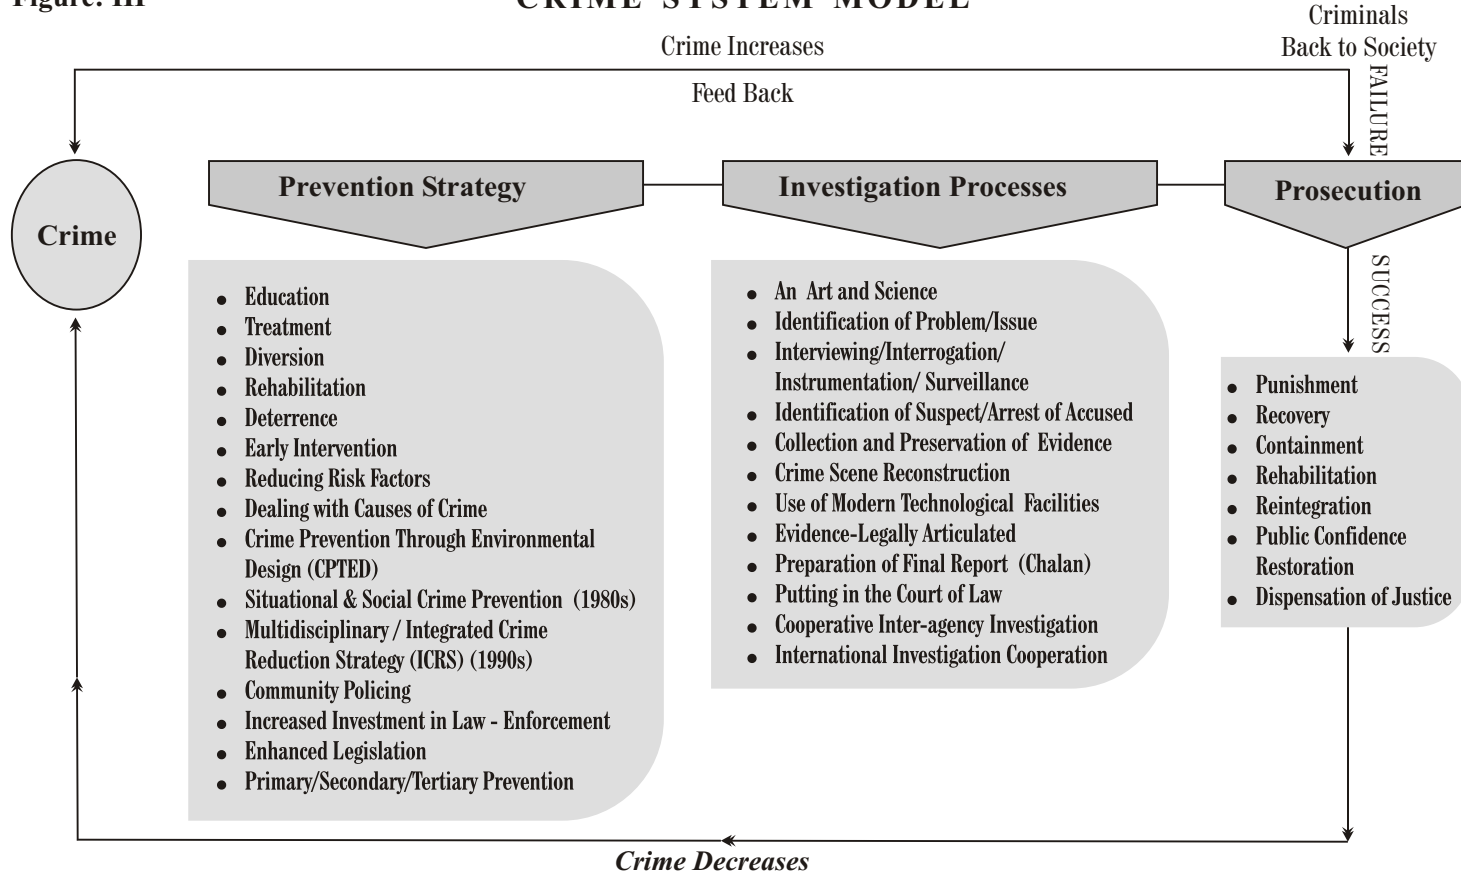 Figure: III
CRIME SYSTEM MODEL
Criminals
Back to Society
Crime Increases
Feed Back
FAILURE
Crime
Prevention Strategy
Investigation Processes
Prosecution
SUCCESS
● Education
● Treatment
● Diversion
● Rehabilitation
● Deterrence
● Early Intervention
● Reducing Risk Factors
● Dealing with Causes of Crime
● Crime Prevention Through Environmental
Design (CPTED)
● Situational & Social Crime Prevention (1980s)
● Multidisciplinary / Integrated Crime
Reduction Strategy (ICRS) (1990s)
● Community Policing
● Increased Investment in Law - Enforcement
● Enhanced Legislation
● Primary/Secondary/Tertiary Prevention
● An Art and Science
● Identification of Problem/Issue
● Interviewing/Interrogation/
Instrumentation/ Surveillance
● Identification of Suspect/Arrest of Accused
● Collection and Preservation of Evidence
● Crime Scene Reconstruction
● Use of Modern Technological Facilities
● Evidence-Legally Articulated
● Preparation of Final Report (Chalan)
● Putting in the Court of Law
● Cooperative Inter-agency Investigation
● International Investigation Cooperation
● Punishment
● Recovery
● Containment
● Rehabilitation
● Reintegration
● Public Confidence
Restoration
● Dispensation of Justice
Crime Decreases